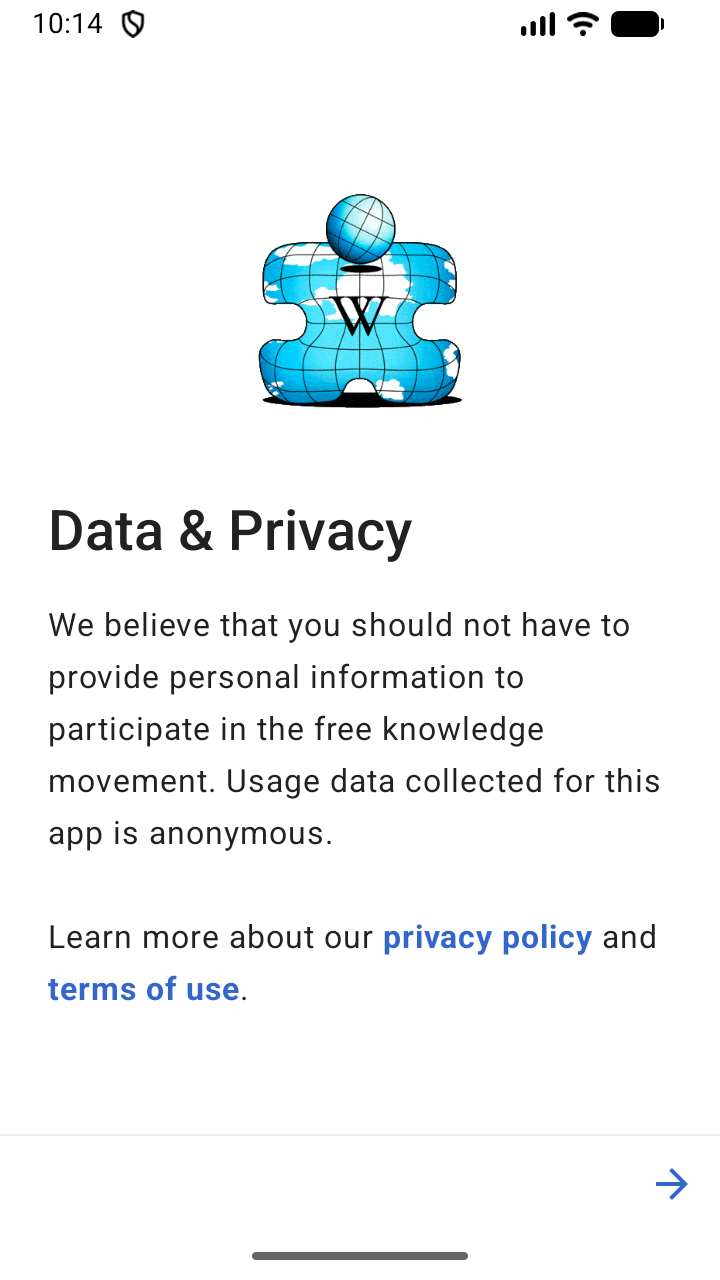 10:14
W
Data & Privacy
We believe that you should not have to
provide personal information to
participate in the free knowledge
movement. Usage data collected for this
app is anonymous.
Learn more about our privacy policy and
terms of use.